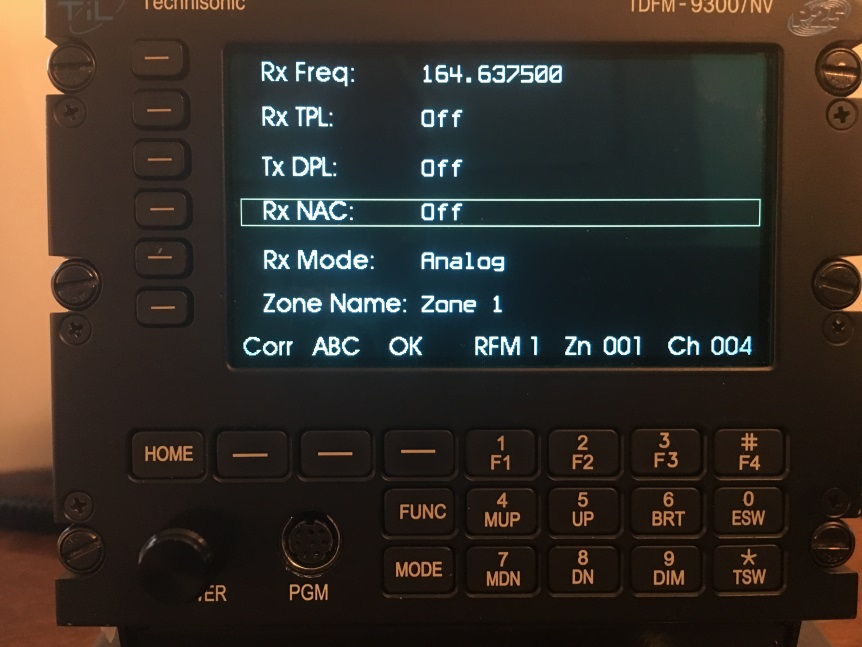 TiL Technisonic TDFM-9300/NV
Rx Freq: 164.637500
Rx TPL: Off
Tx DPL: Off
Rx NAC: Off
Rx Mode: Analog
Zone Name: Zone 1
Corr ABC OK RFM 1 Zn 001 Ch 004
HOME 1 F1 2 F2 3 F3 # F4
FUNC 4 MUP 5 UP 6 BRT 0 ESW
MODE 7 MDN 8 DN 9 DIM * TSW
PGM